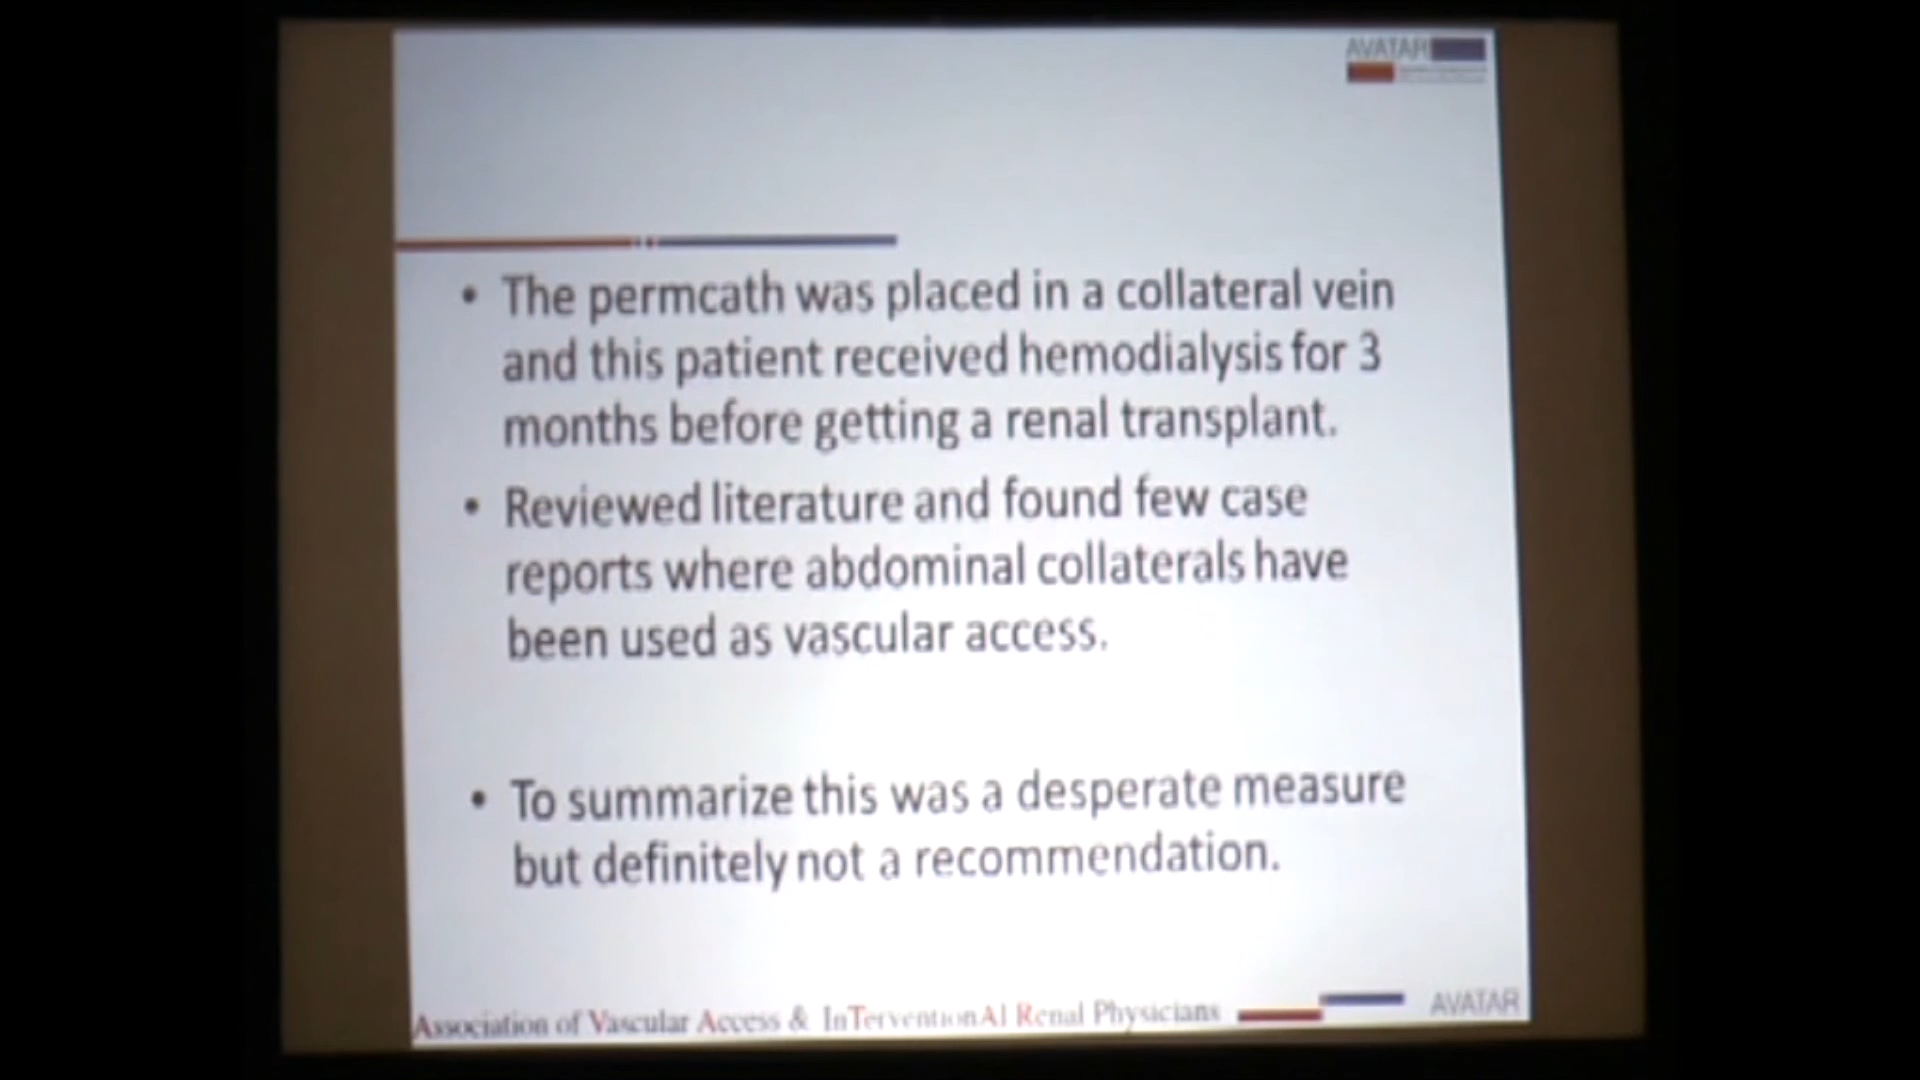 AVATAR
• The permcath was placed in a collateral vein
and this patient received hemodialysis for 3
months before getting a renal transplant.
• Reviewed literature and found few case
reports where abdominal collaterals have
been used as vascular access.
• To summarize this was a desperate measure
but definitely not a recommendation.
Association of Vascular Access & InTerventionAl Renal Physicians
AVATAR